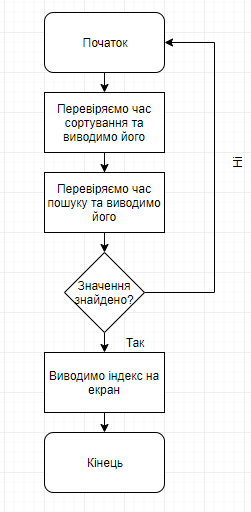 Початок
Перевіряємо час
сортування та
виводимо його
Перевіряємо час
пошуку та виводимо
його
Ні
Значення
знайдено?
Так
Виводимо індекс на
екран
Кінець